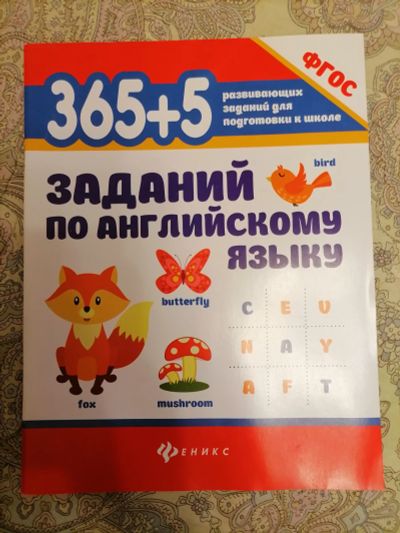 ФГОС
365+5
развивающих
заданий для
подготовки к школе
bird
ЗАДАНИЙ
ПО АНГЛИЙСКОМУ
ЯЗЫКУ
butterfly
C E U
N A Y
A F T
fox
mushroom
ФЕНИКС